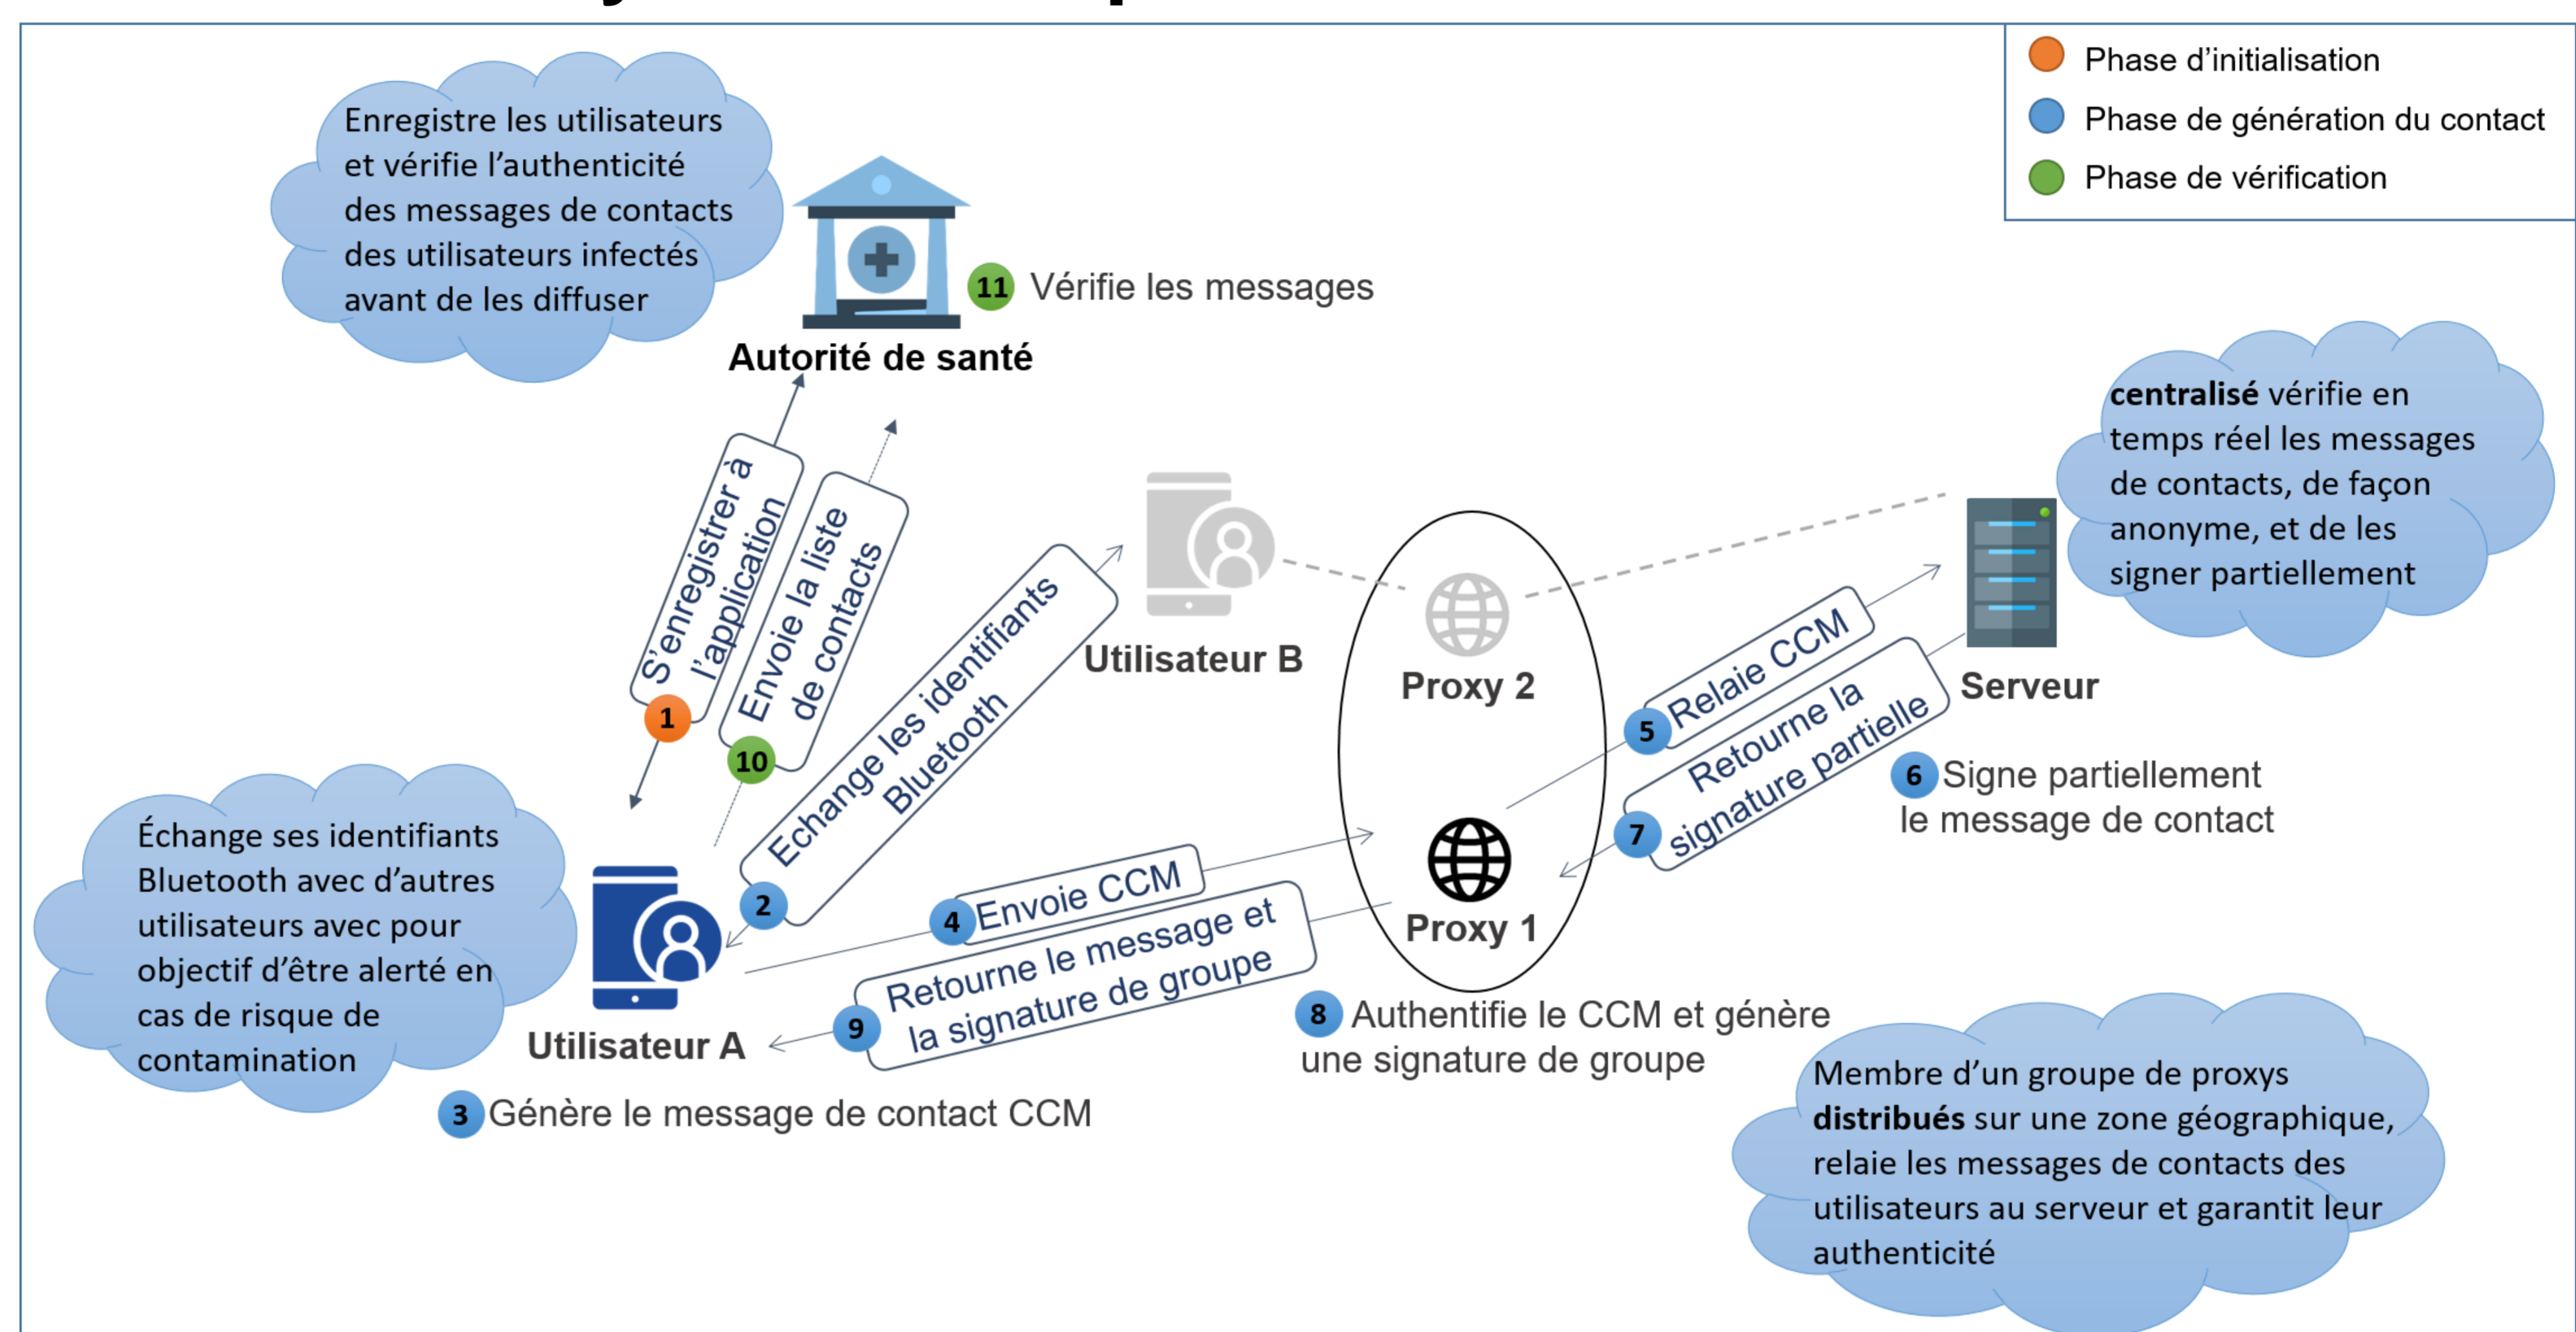 Phase d'initialisation
Phase de génération du contact
Phase de vérification
Enregistre les utilisateurs
et vérifie l'authenticité
des messages de contacts
des utilisateurs infectés
avant de les diffuser
11 Vérifie les messages
Autorité de santé
centralisé vérifie en
temps réel les messages
de contacts, de façon
anonyme, et de les
signer partiellement
S'enregistrer à
l'application
1
Envoie la liste
de contacts
10
Echange les identifiants
Bluetooth
2
Utilisateur B
Proxy 2
Serveur
5 Relaie CCM
Retourne la
signature partielle
7
6 Signe partiellement
le message de contact
Échange ses identifiants
Bluetooth avec d'autres
utilisateurs avec pour
objectif d'être alerté en
cas de risque de
contamination
4 Envoie CCM
Retourne le message et
la signature de groupe
9
Proxy 1
Utilisateur A
8 Authentifie le CCM et génère
une signature de groupe
3 Génère le message de contact CCM
Membre d'un groupe de proxys
distribués sur une zone géographique,
relaie les messages de contacts des
utilisateurs au serveur et garantit leur
authenticité